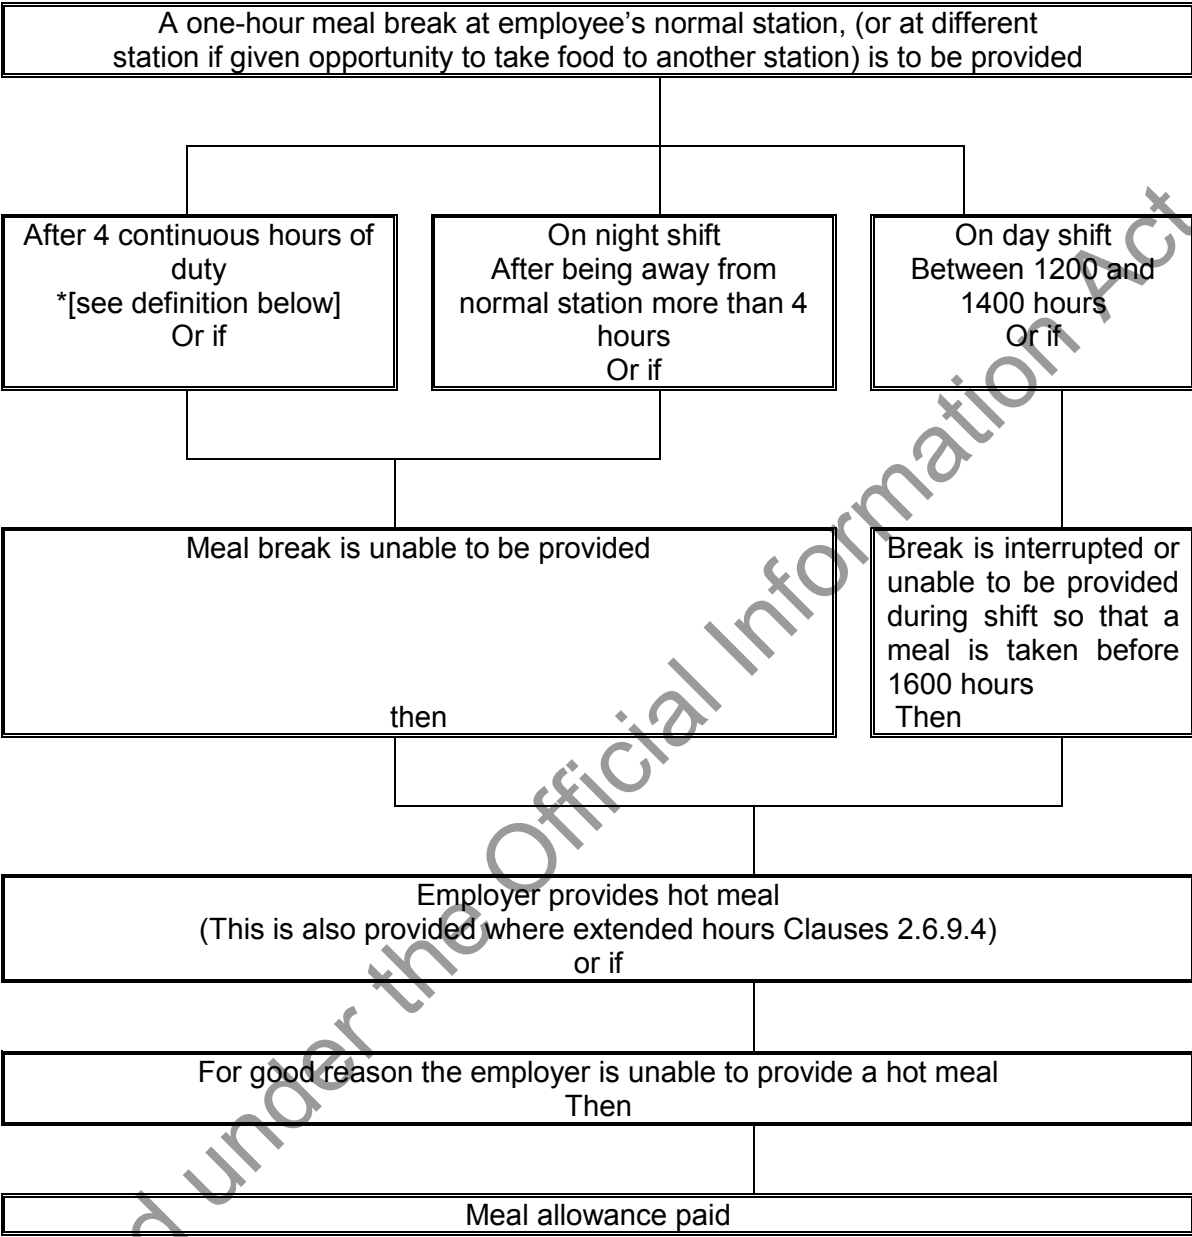 A one-hour meal break at employee’s normal station, (or at different
station if given opportunity to take food to another station) is to be provided
After 4 continuous hours of
duty
*[see definition below]
Or if
On night shift
After being away from
normal station more than 4
hours
Or if
On day shift
Between 1200 and
1400 hours
Or if
Meal break is unable to be provided
then
Break is interrupted or
unable to be provided
during shift so that a
meal is taken before
1600 hours
Then
Employer provides hot meal
(This is also provided where extended hours Clauses 2.6.9.4)
or if
For good reason the employer is unable to provide a hot meal
Then
Meal allowance paid
under the Official Information Act